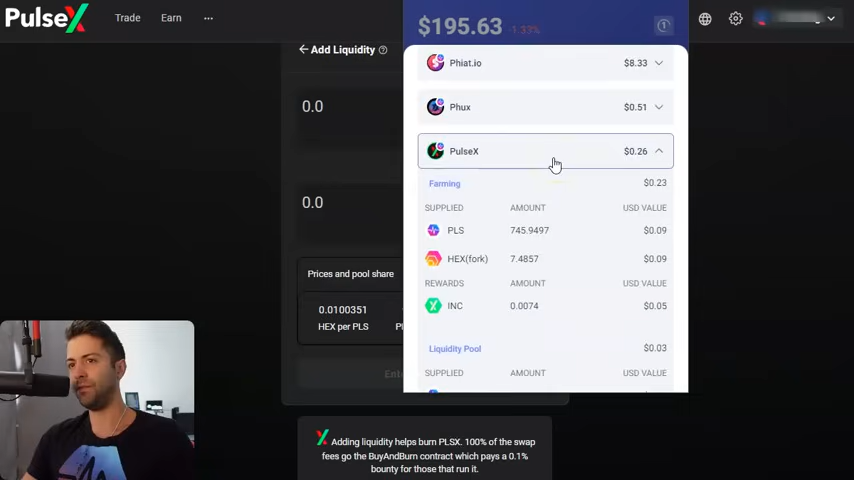 PulseX
Trade
Earn
$195.63 -1.33%
Add Liquidity
0.0
0.0
Prices and pool share
0.0100351
HEX per PLS
Phiat.io $8.33
Phux $0.51
PulseX $0.26
Farming $0.23
SUPPLIED AMOUNT USD VALUE
PLS 745.9497 $0.09
HEX(fork) 7.4857 $0.09
REWARDS AMOUNT USD VALUE
INC 0.0074 $0.05
Liquidity Pool $0.03
SUPPLIED AMOUNT USD VALUE
Adding liquidity helps burn PLSX. 100% of the swap
fees go the BuyAndBurn contract which pays a 0.1%
bounty for those that run it.